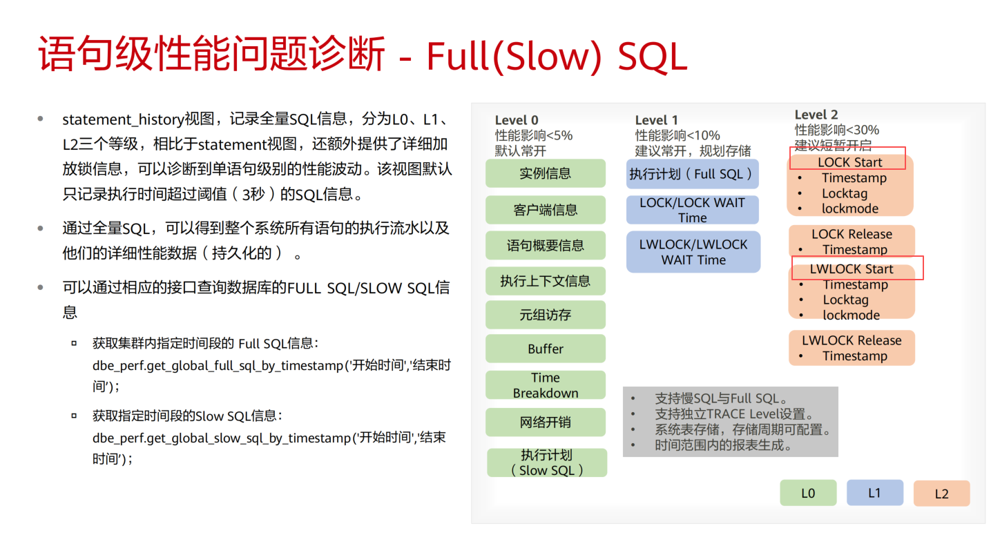 语句级性能问题诊断 - Full(Slow) SQL
• statement_history视图，记录全量SQL信息，分为L0、L1、
L2三个等级，相比于statement视图，还额外提供了详细加
放锁信息，可以诊断到单语句级别的性能波动。该视图默认
只记录执行时间超过阈值（3秒）的SQL信息。
• 通过全量SQL，可以得到整个系统所有语句的执行流水以及
他们的详细性能数据（持久化的） 。
• 可以通过相应的接口查询数据库的FULL SQL/SLOW SQL信
息
▫ 获取集群内指定时间段的 Full SQL信息：
dbe_perf.get_global_full_sql_by_timestamp('开始时间','结束时
间')；
▫ 获取指定时间段的Slow SQL信息：
dbe_perf.get_global_slow_sql_by_timestamp('开始时间','结束
时间')；
Level 0
性能影响<5%
默认常开
实例信息
客户端信息
语句概要信息
执行上下文信息
元组访存
Buffer
Time
Breakdown
网络开销
执行计划
（Slow SQL）
Level 1
性能影响<10%
建议常开，规划存储
执行计划（Full SQL）
LOCK/LOCK WAIT
Time
LWLOCK/LWLOCK
WAIT Time
Level 2
性能影响<30%
建议短暂开启
LOCK Start
• Timestamp
• Locktag
• lockmode
LOCK Release
• Timestamp
LWLOCK Start
• Timestamp
• Locktag
• lockmode
LWLOCK Release
• Timestamp
• 支持慢SQL与Full SQL。
• 支持独立TRACE Level设置。
• 系统表存储，存储周期可配置。
• 时间范围内的报表生成。
L0
L1
L2